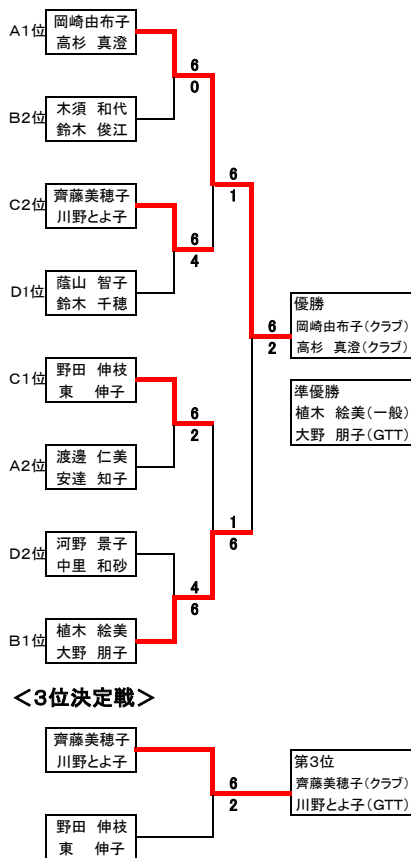 A1位
岡崎由布子
高杉 真澄
6
0
B2位
木須 和代
鈴木 俊江
6
1
C2位
齊藤美穂子
川野とよ子
6
4
D1位
蔭山 智子
鈴木 千穂
優勝
岡崎由布子(クラブ)
高杉 真澄(クラブ)
6
2
C1位
野田 伸枝
東 伸子
準優勝
植木 絵美(一般)
大野 朋子(GTT)
6
2
A2位
渡邊 仁美
安達 知子
1
6
D2位
河野 景子
中里 和砂
4
6
B1位
植木 絵美
大野 朋子
<3位決定戦>
齊藤美穂子
川野とよ子
6
2
第3位
齊藤美穂子(クラブ)
川野とよ子(GTT)
野田 伸枝
東 伸子